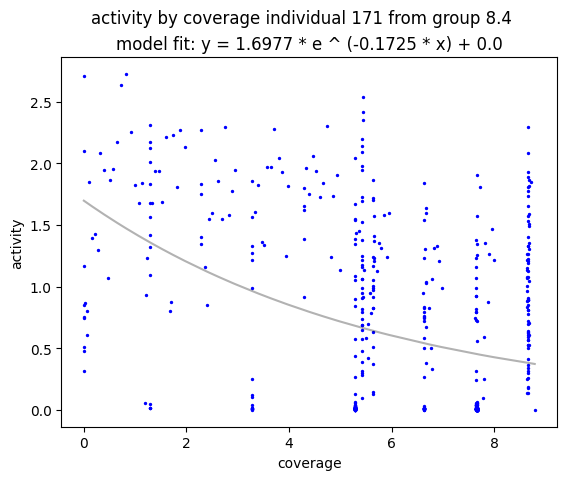 activity by coverage individual 171 from group 8.4
model fit: y = 1.6977 * e ^ (-0.1725 * x) + 0.0
2.5
2.0
1.5
1.0
0.5
0.0
activity
0
2
4
6
8
coverage